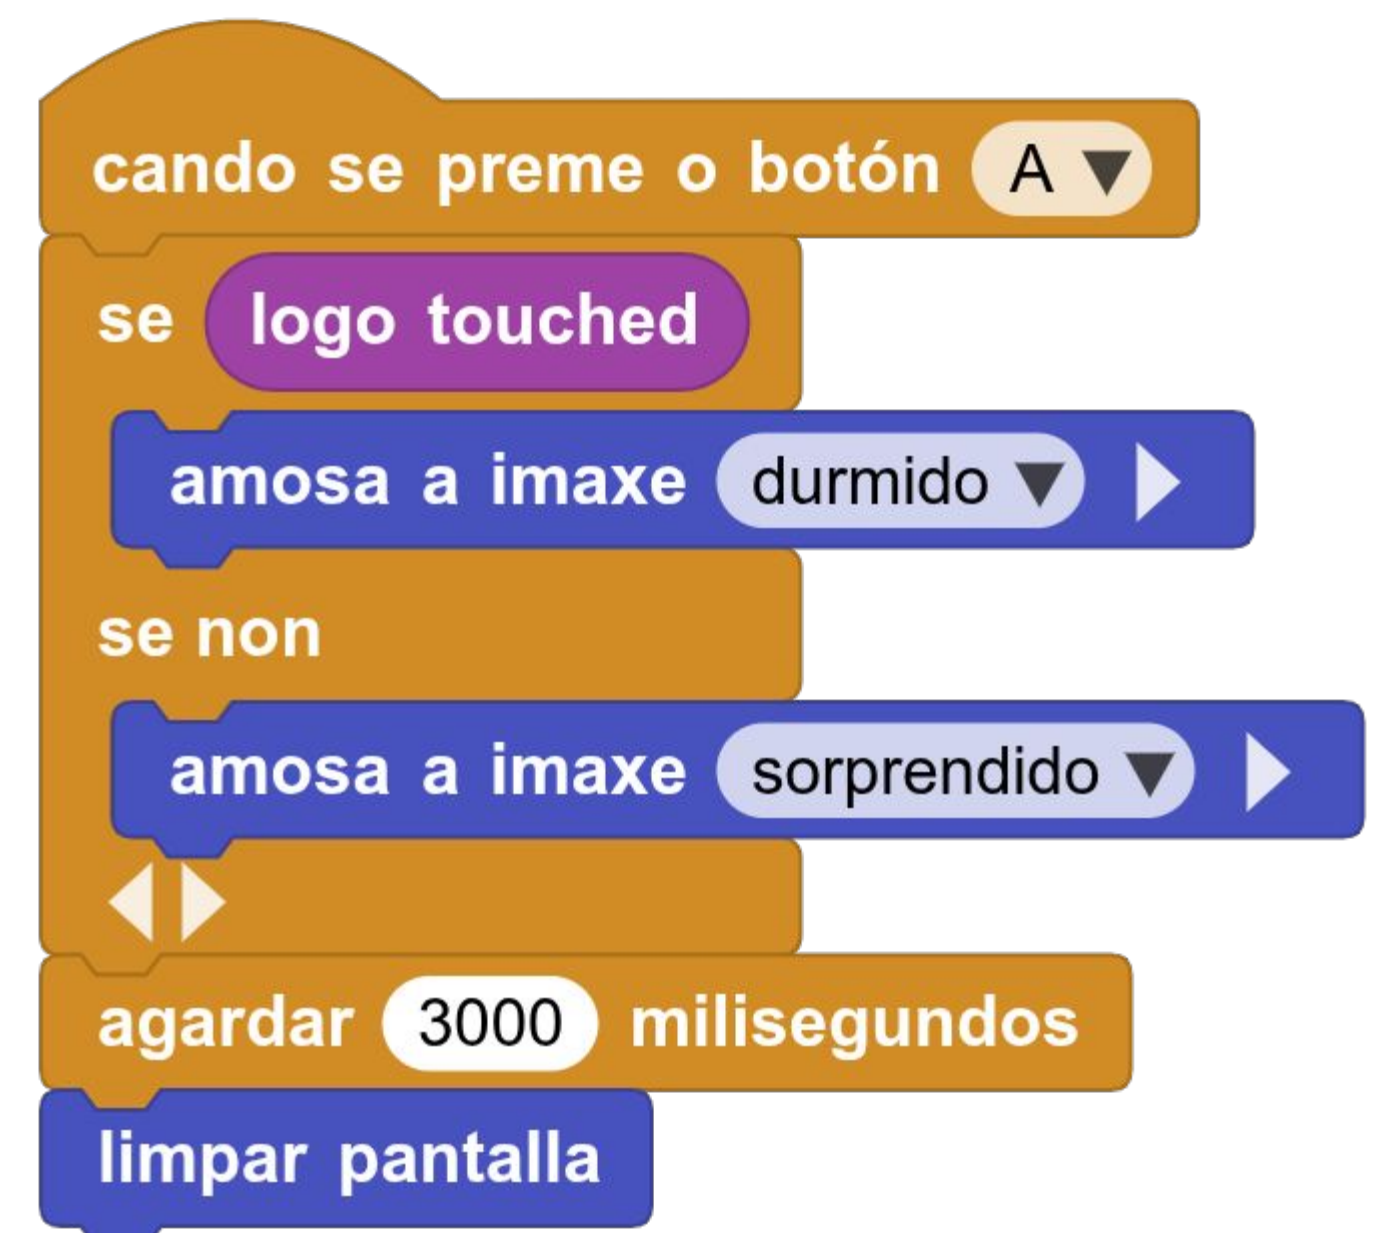 cando se preme o botón A
se logo touched
amosa a imaxe durmido
se non
amosa a imaxe sorprendido
agardar 3000 milisegundos
limpar pantalla